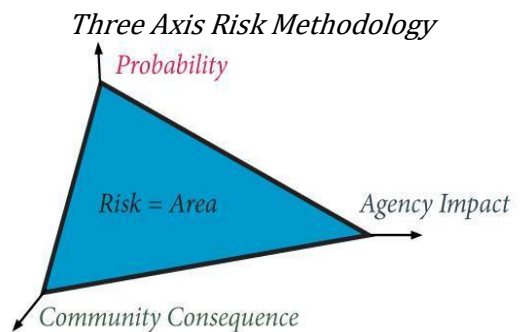 Three Axis Risk Methodology
Probability
Risk = Area
Agency Impact
Community Consequence